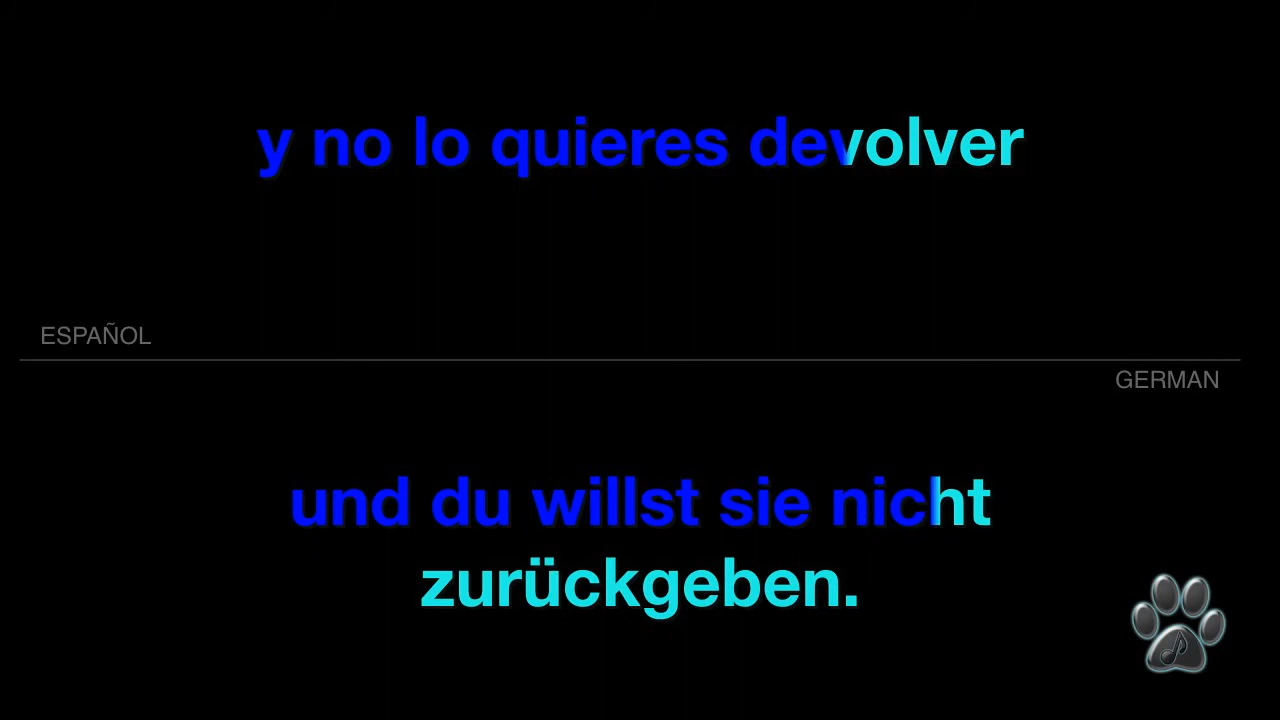 y no lo quieres devolver
ESPAÑOL
GERMAN
und du willst sie nicht
zurückgeben.